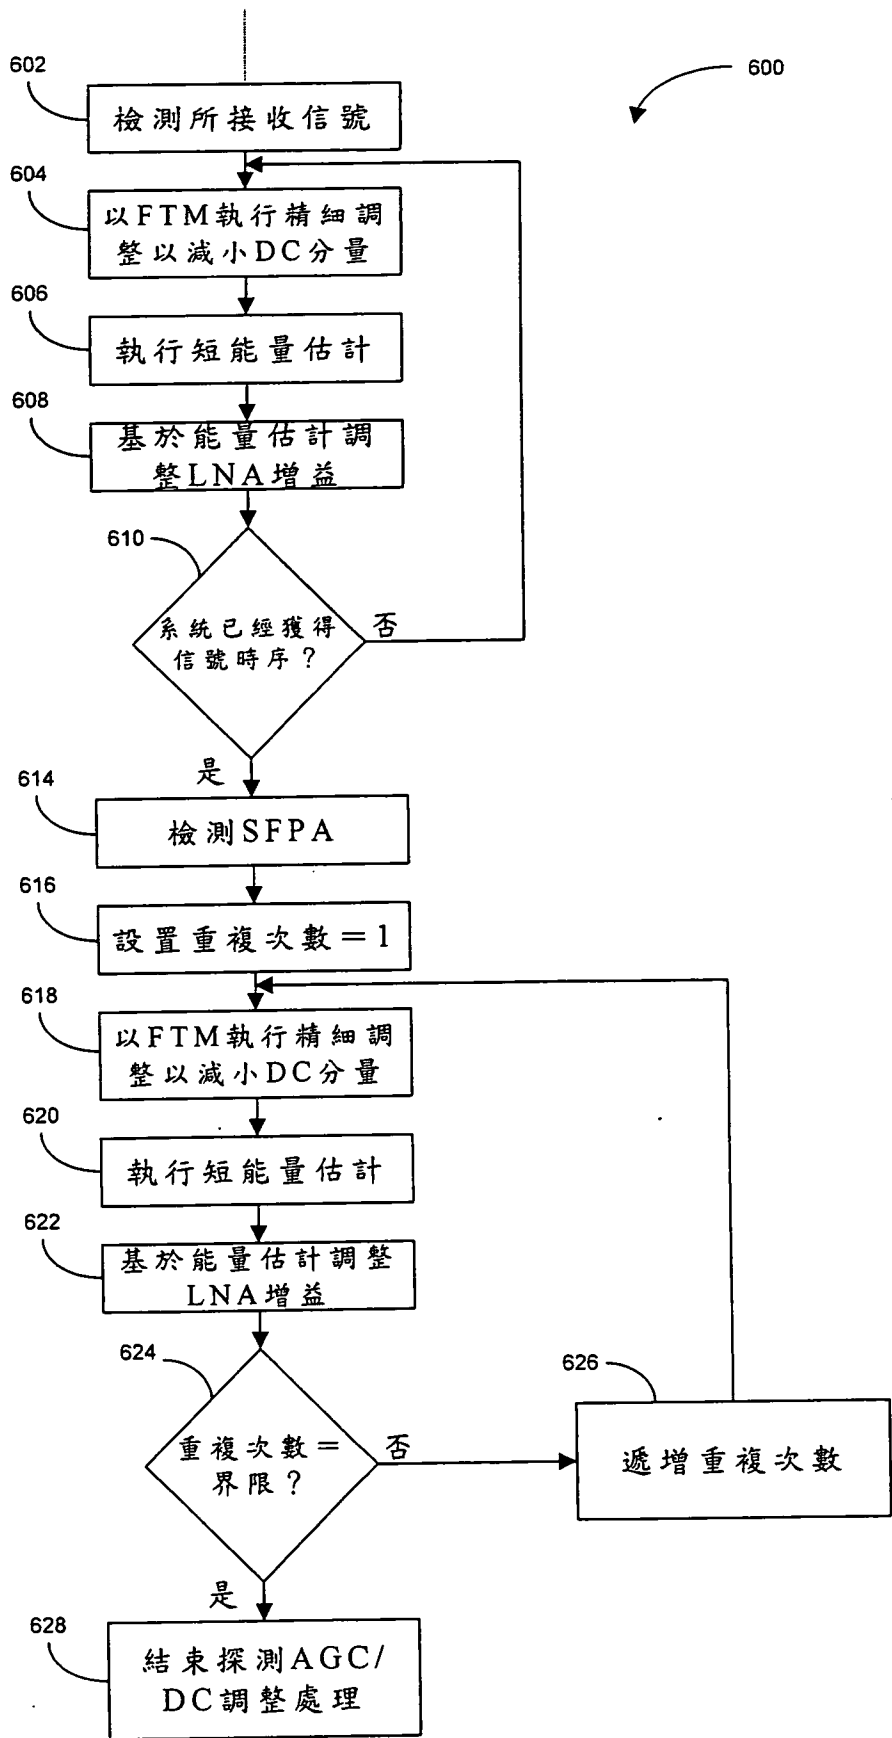 600
602
檢測所接收信號
604
以FTM執行精細調
整以減小DC分量
606
執行短能量估計
608
基於能量估計調
整LNA增益
610
系統已經獲得
信號時序?
否
是
614
檢測SFPA
616
設置重複次數=1
618
以FTM執行精細調
整以減小DC分量
620
執行短能量估計
622
基於能量估計調整
LNA增益
624
重複次數=
界限?
否
626
遞增重複次數
是
628
結束探測AGC/
DC調整處理